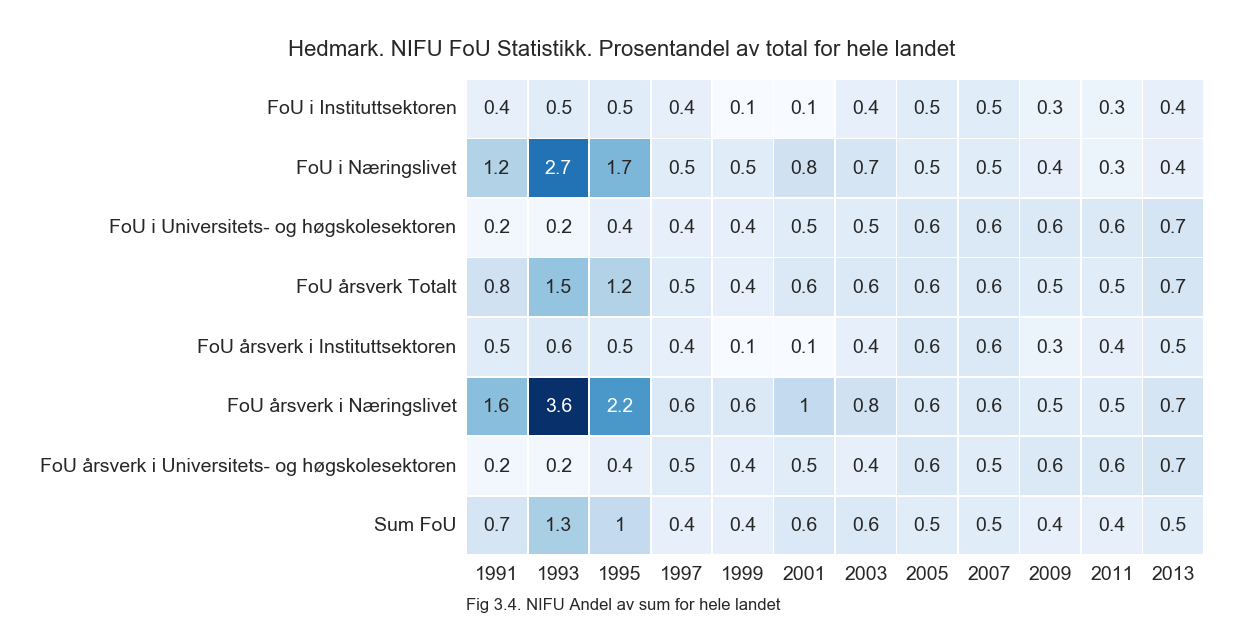 Hedmark. NIFU FoU Statistikk. Prosentandel av total for hele landet
FoU i Instituttsektoren 0.4 0.5 0.5 0.4 0.1 0.1 0.4 0.5 0.5 0.3 0.3 0.4
FoU i Næringslivet 1.2 2.7 1.7 0.5 0.5 0.8 0.7 0.5 0.5 0.4 0.3 0.4
FoU i Universitets- og høgskolesektoren 0.2 0.2 0.4 0.4 0.4 0.5 0.5 0.6 0.6 0.6 0.6 0.7
FoU årsverk Totalt 0.8 1.5 1.2 0.5 0.4 0.6 0.6 0.6 0.6 0.5 0.5 0.7
FoU årsverk i Instituttsektoren 0.5 0.6 0.5 0.4 0.1 0.1 0.4 0.6 0.6 0.3 0.4 0.5
FoU årsverk i Næringslivet 1.6 3.6 2.2 0.6 0.6 1 0.8 0.6 0.6 0.5 0.5 0.7
FoU årsverk i Universitets- og høgskolesektoren 0.2 0.2 0.4 0.5 0.4 0.5 0.4 0.6 0.5 0.6 0.6 0.7
Sum FoU 0.7 1.3 1 0.4 0.4 0.6 0.6 0.5 0.5 0.4 0.4 0.5
1991 1993 1995 1997 1999 2001 2003 2005 2007 2009 2011 2013
Fig 3.4. NIFU Andel av sum for hele landet